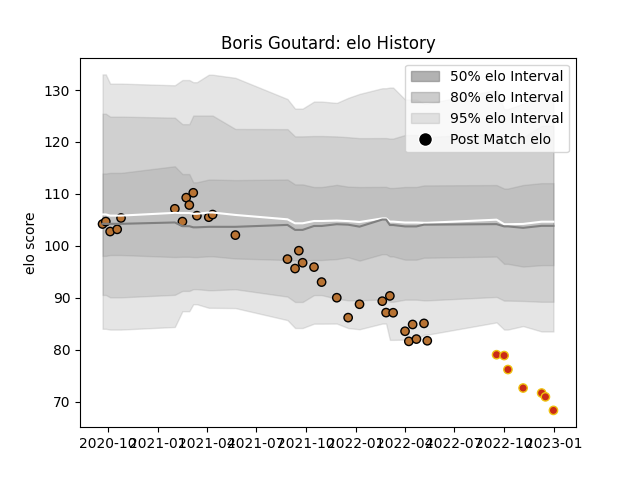 Boris Goutard: elo History
50% elo Interval
80% elo Interval
95% elo Interval
Post Match elo
elo score
130
120
110
100
90
80
70
2020-10 2021-01 2021-04 2021-07 2021-10 2022-01 2022-04 2022-07 2022-10 2023-01